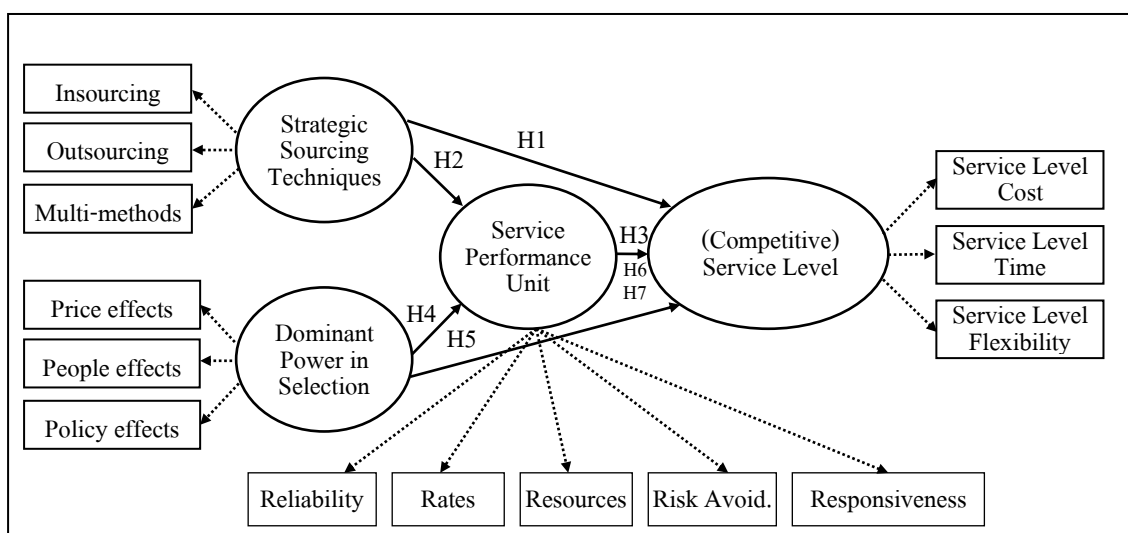 Insourcing
Outsourcing
Multi-methods
Strategic
Sourcing
Techniques
H1
H2
Price effects
People effects
Policy effects
Dominant
Power in
Selection
H4
H5
Service
Performance
Unit
H3
H6
H7
(Competitive)
Service Level
Service Level
Cost
Service Level
Time
Service Level
Flexibility
Reliability
Rates
Resources
Risk Avoid.
Responsiveness